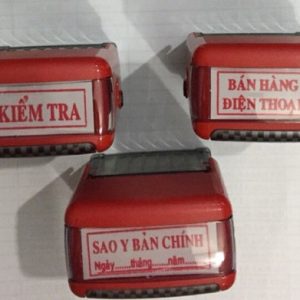 KIỂM TRA
BÁN HÀNG
ĐIỆN THOẠI
SAO Y BẢN CHÍNH
Ngày......tháng......năm......